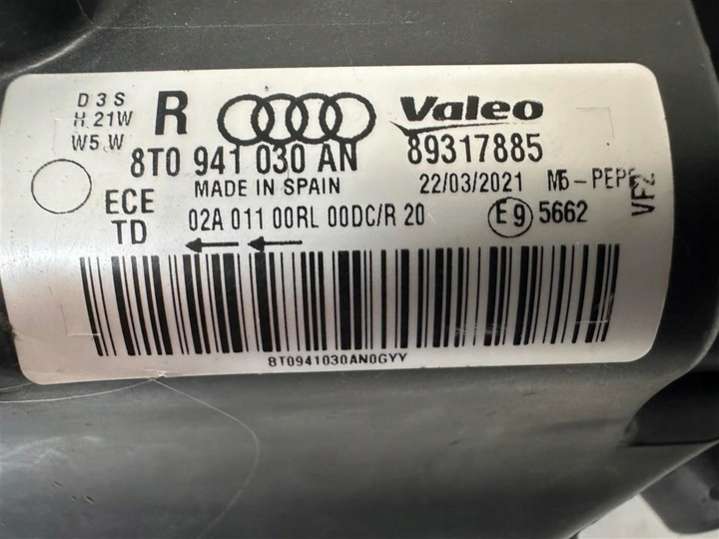 D3S
H 21W
W5W
R
Valeo
8T0 941 030 AN
89317885
MADE IN SPAIN
22/03/2021
ECE
TD
02A 011 00RL 00DC/R 20
E9 5662
8T0941030AN0GYY